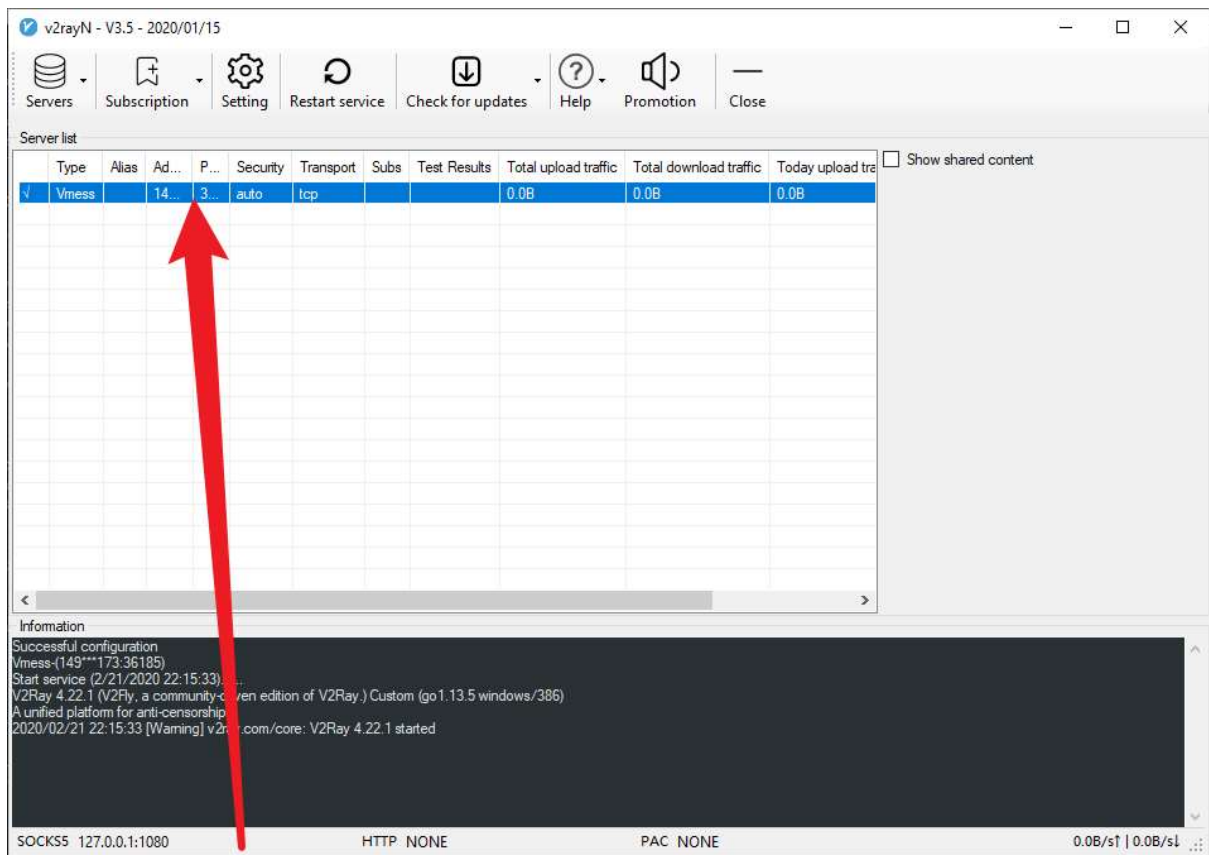 v2rayN - V3.5 - 2020/01/15
Servers Subscription Setting Restart service Check for updates Help Promotion Close
Server list
Type Alias Ad... P... Security Transport Subs Test Results Total upload traffic Total download traffic Today upload tra
Show shared content
√ Vmess 14... 3... auto tcp 0.0B 0.0B 0.0B
Information
Successful configuration
Vmess-(149***173:36185)
Start service (2/21/2020 22:15:33)...
V2Ray 4.22.1 (V2Fly, a community-driven edition of V2Ray.) Custom (go1.13.5 windows/386)
A unified platform for anti-censorship
2020/02/21 22:15:33 [Warning] v2ray.com/core: V2Ray 4.22.1 started
SOCKS5 127.0.0.1:1080 HTTP NONE PAC NONE 0.0B/s↑ | 0.0B/s↓